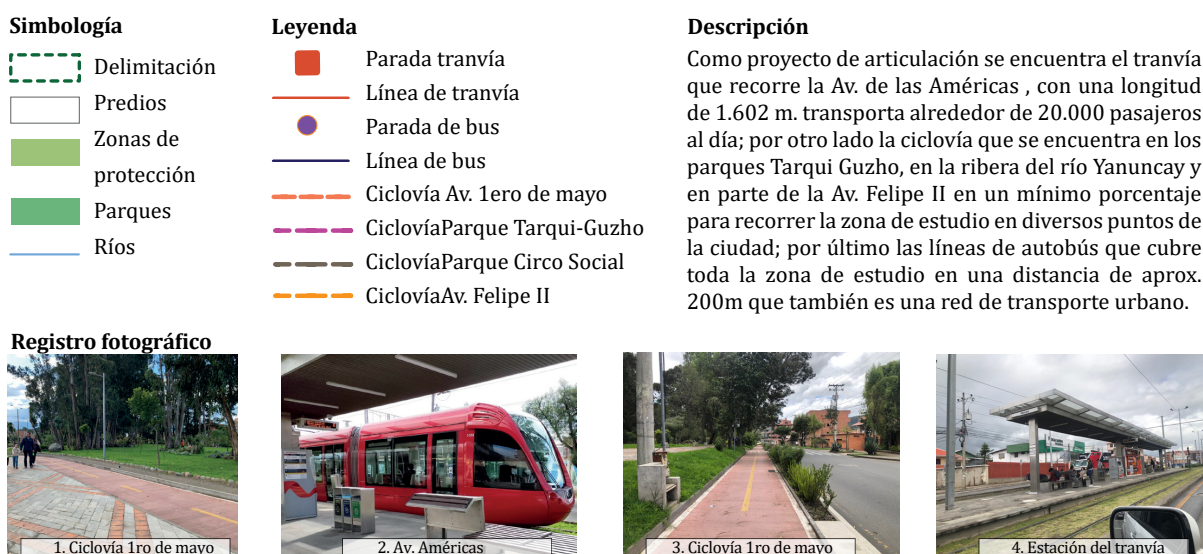 Simbología
Delimitación
Predios
Zonas de
protección
Parques
Ríos
Leyenda
Parada tranvía
Línea de tranvía
Parada de bus
Línea de bus
Ciclovía Av. 1ero de mayo
CiclovíaParque Tarqui-Guzho
CiclovíaParque Circo Social
CiclovíaAv. Felipe II
Descripción
Como proyecto de articulación se encuentra el tranvía
que recorre la Av. de las Américas , con una longitud
de 1.602 m. transporta alrededor de 20.000 pasajeros
al día; por otro lado la ciclovía que se encuentra en los
parques Tarqui Guzho, en la ribera del río Yanuncay y
en parte de la Av. Felipe II en un mínimo porcentaje
para recorrer la zona de estudio en diversos puntos de
la ciudad; por último las líneas de autobús que cubre
toda la zona de estudio en una distancia de aprox.
200m que también es una red de transporte urbano.
Registro fotográfico
1. Ciclovía 1ro de mayo
2. Av. Américas
3. Ciclovía 1ro de mayo
4. Estación del tranvía